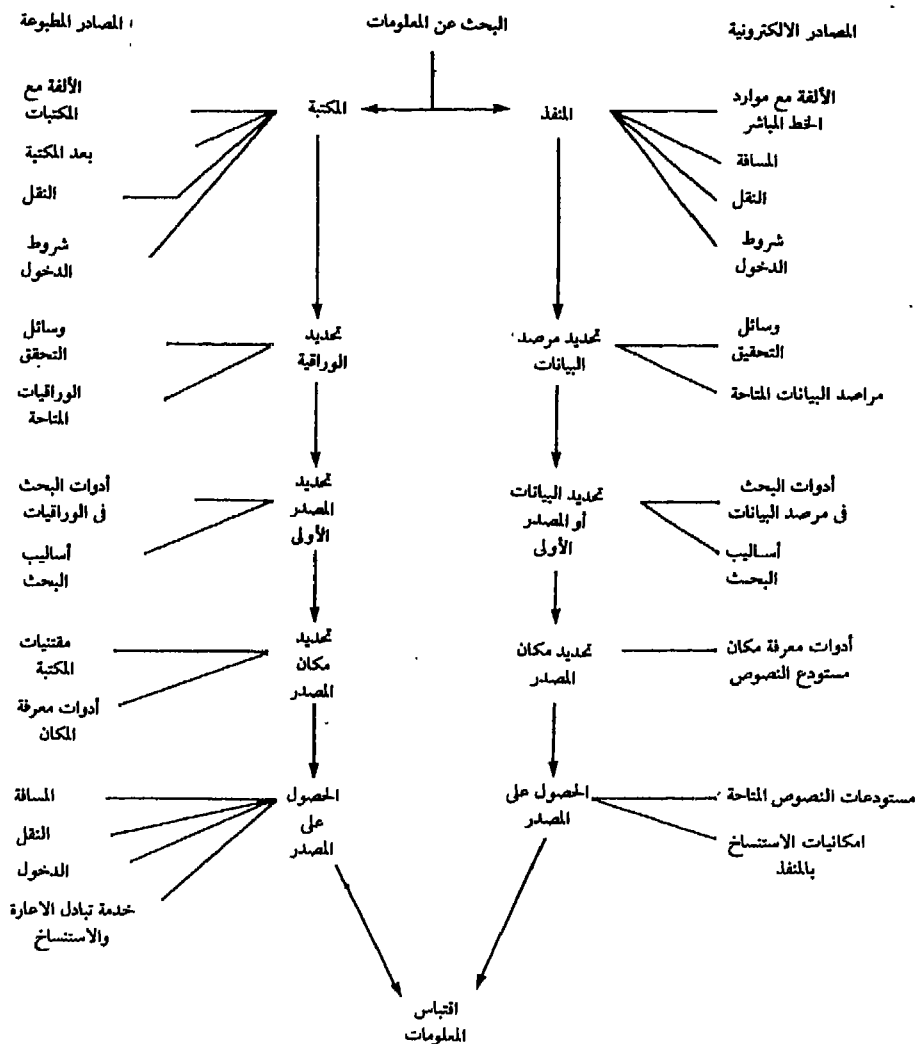 المصادر الالكترونية
البحث عن المعلومات
المصادر المطبوعة
الألفة مع موارد
الخط المباشر
المسافة
النقل
شروط
الدخول
المنفذ
المكتبة
الألفة مع
المكتبات
بعد المكتبة
النقل
شروط
الدخول
وسائل
التحقيق
مراصد البيانات المتاحة
تحديد مرصد
البيانات
تحديد
الوراقية
وسائل
التحقق
الوراقيات
المتاحة
أدوات البحث
فى مرصد البيانات
أساليب
البحث
تحديد البيانات
أو المصدر
الأولى
تحديد
المصدر
الأولى
أدوات البحث
فى الوراقيات
أساليب
البحث
أدوات معرفة مكان
مستودع النصوص
تحديد مكان
المصدر
تحديد
مكان
المصدر
مقتنيات
المكتبة
أدوات معرفة
المكان
مستودعات النصوص المتاحة
امكانيات الاستنساخ
بالمنفذ
الحصول على
المصدر
الحصول
على
المصدر
المسافة
النقل
الدخول
خدمة تبادل الاعارة
والاستنساخ
اقتباس
المعلومات